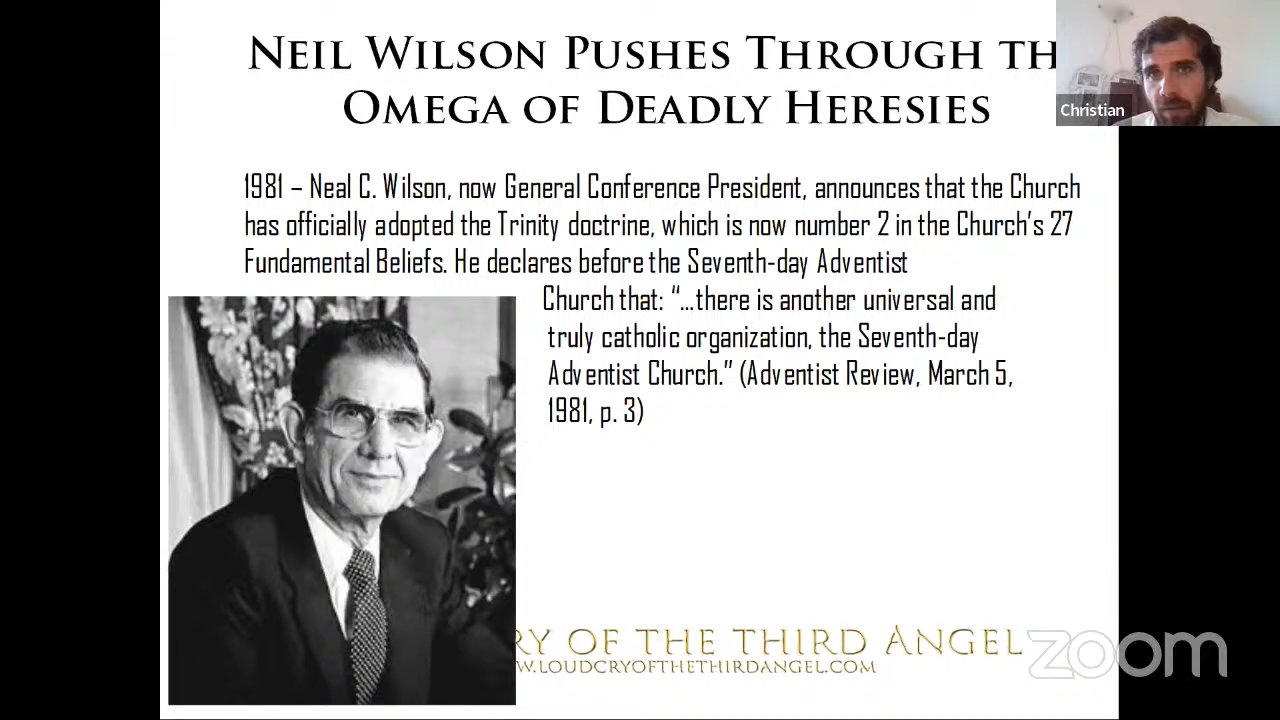 NEIL WILSON PUSHES THROUGH TH
OMEGA OF DEADLY HERESIES
Christian
1981 – Neal C. Wilson, now General Conference President, announces that the Church
has officially adopted the Trinity doctrine, which is now number 2 in the Church’s 27
Fundamental Beliefs. He declares before the Seventh-day Adventist
Church that: “...there is another universal and
truly catholic organization, the Seventh-day
Adventist Church.” (Adventist Review, March 5,
1981, p. 3)
RY OF THE THIRD ANGEL
W.LOUDCRYOFTHETHIRDANGEL.COM
zoom